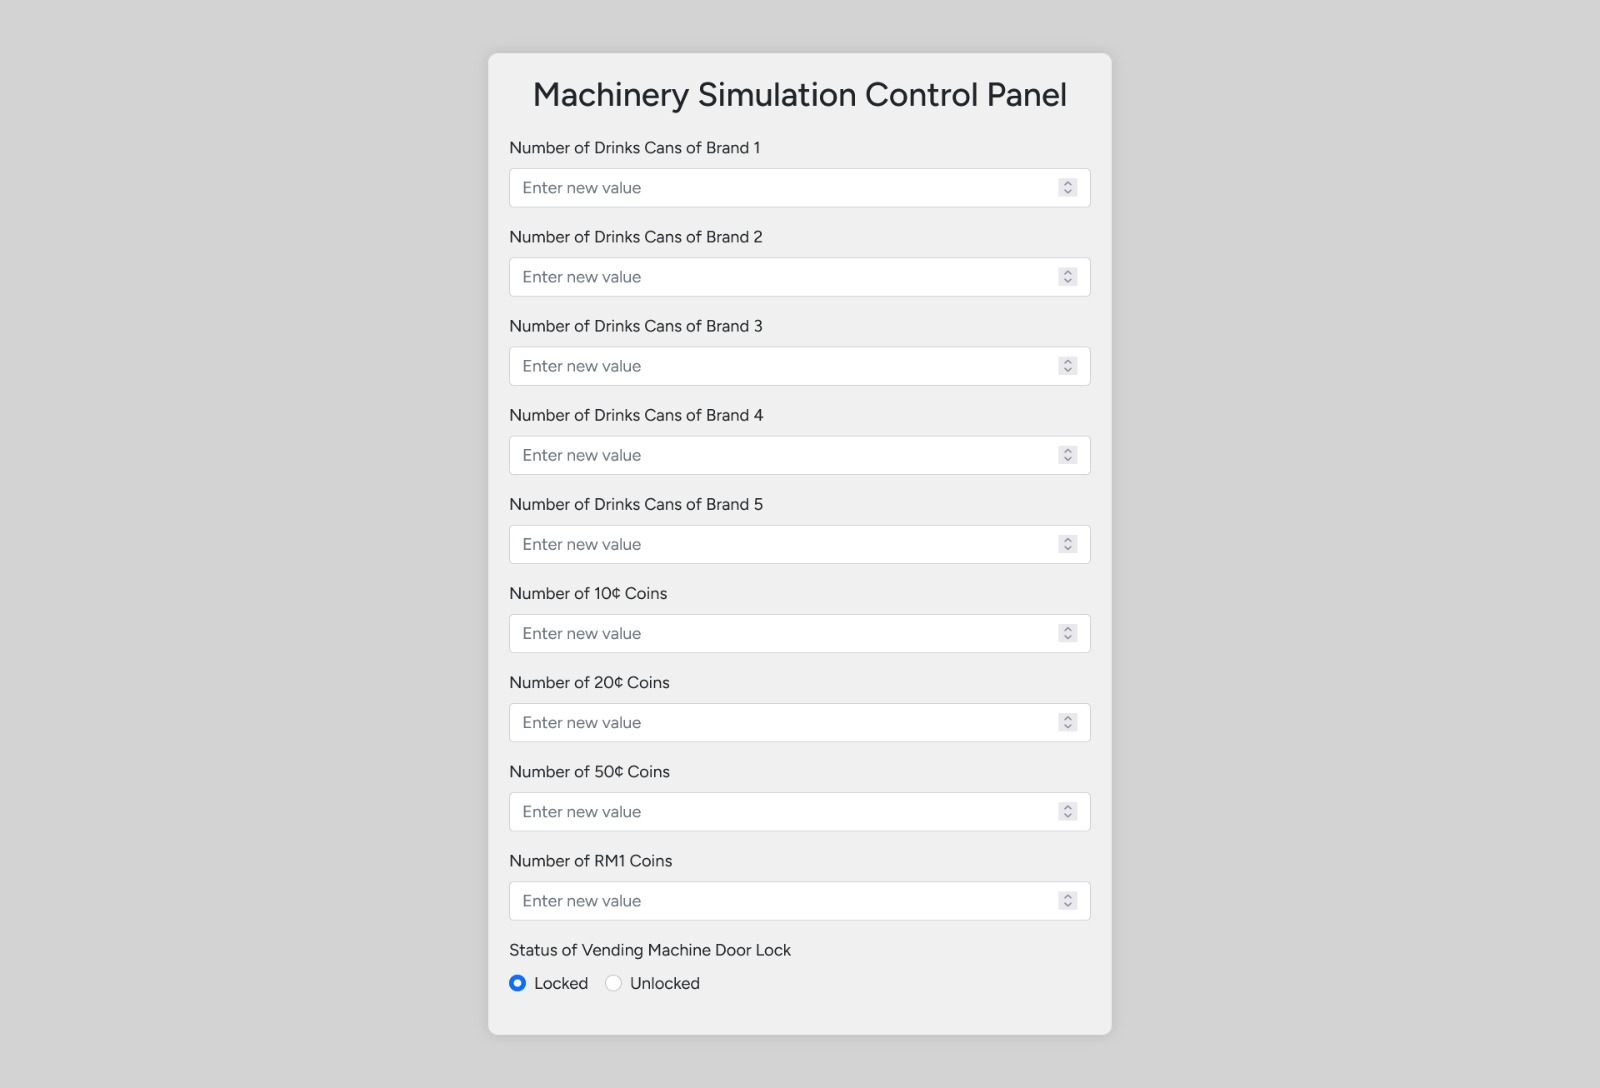 Machinery Simulation Control Panel
Number of Drinks Cans of Brand 1
Enter new value
Number of Drinks Cans of Brand 2
Enter new value
Number of Drinks Cans of Brand 3
Enter new value
Number of Drinks Cans of Brand 4
Enter new value
Number of Drinks Cans of Brand 5
Enter new value
Number of 10¢ Coins
Enter new value
Number of 20¢ Coins
Enter new value
Number of 50¢ Coins
Enter new value
Number of RM1 Coins
Enter new value
Status of Vending Machine Door Lock
Locked Unlocked